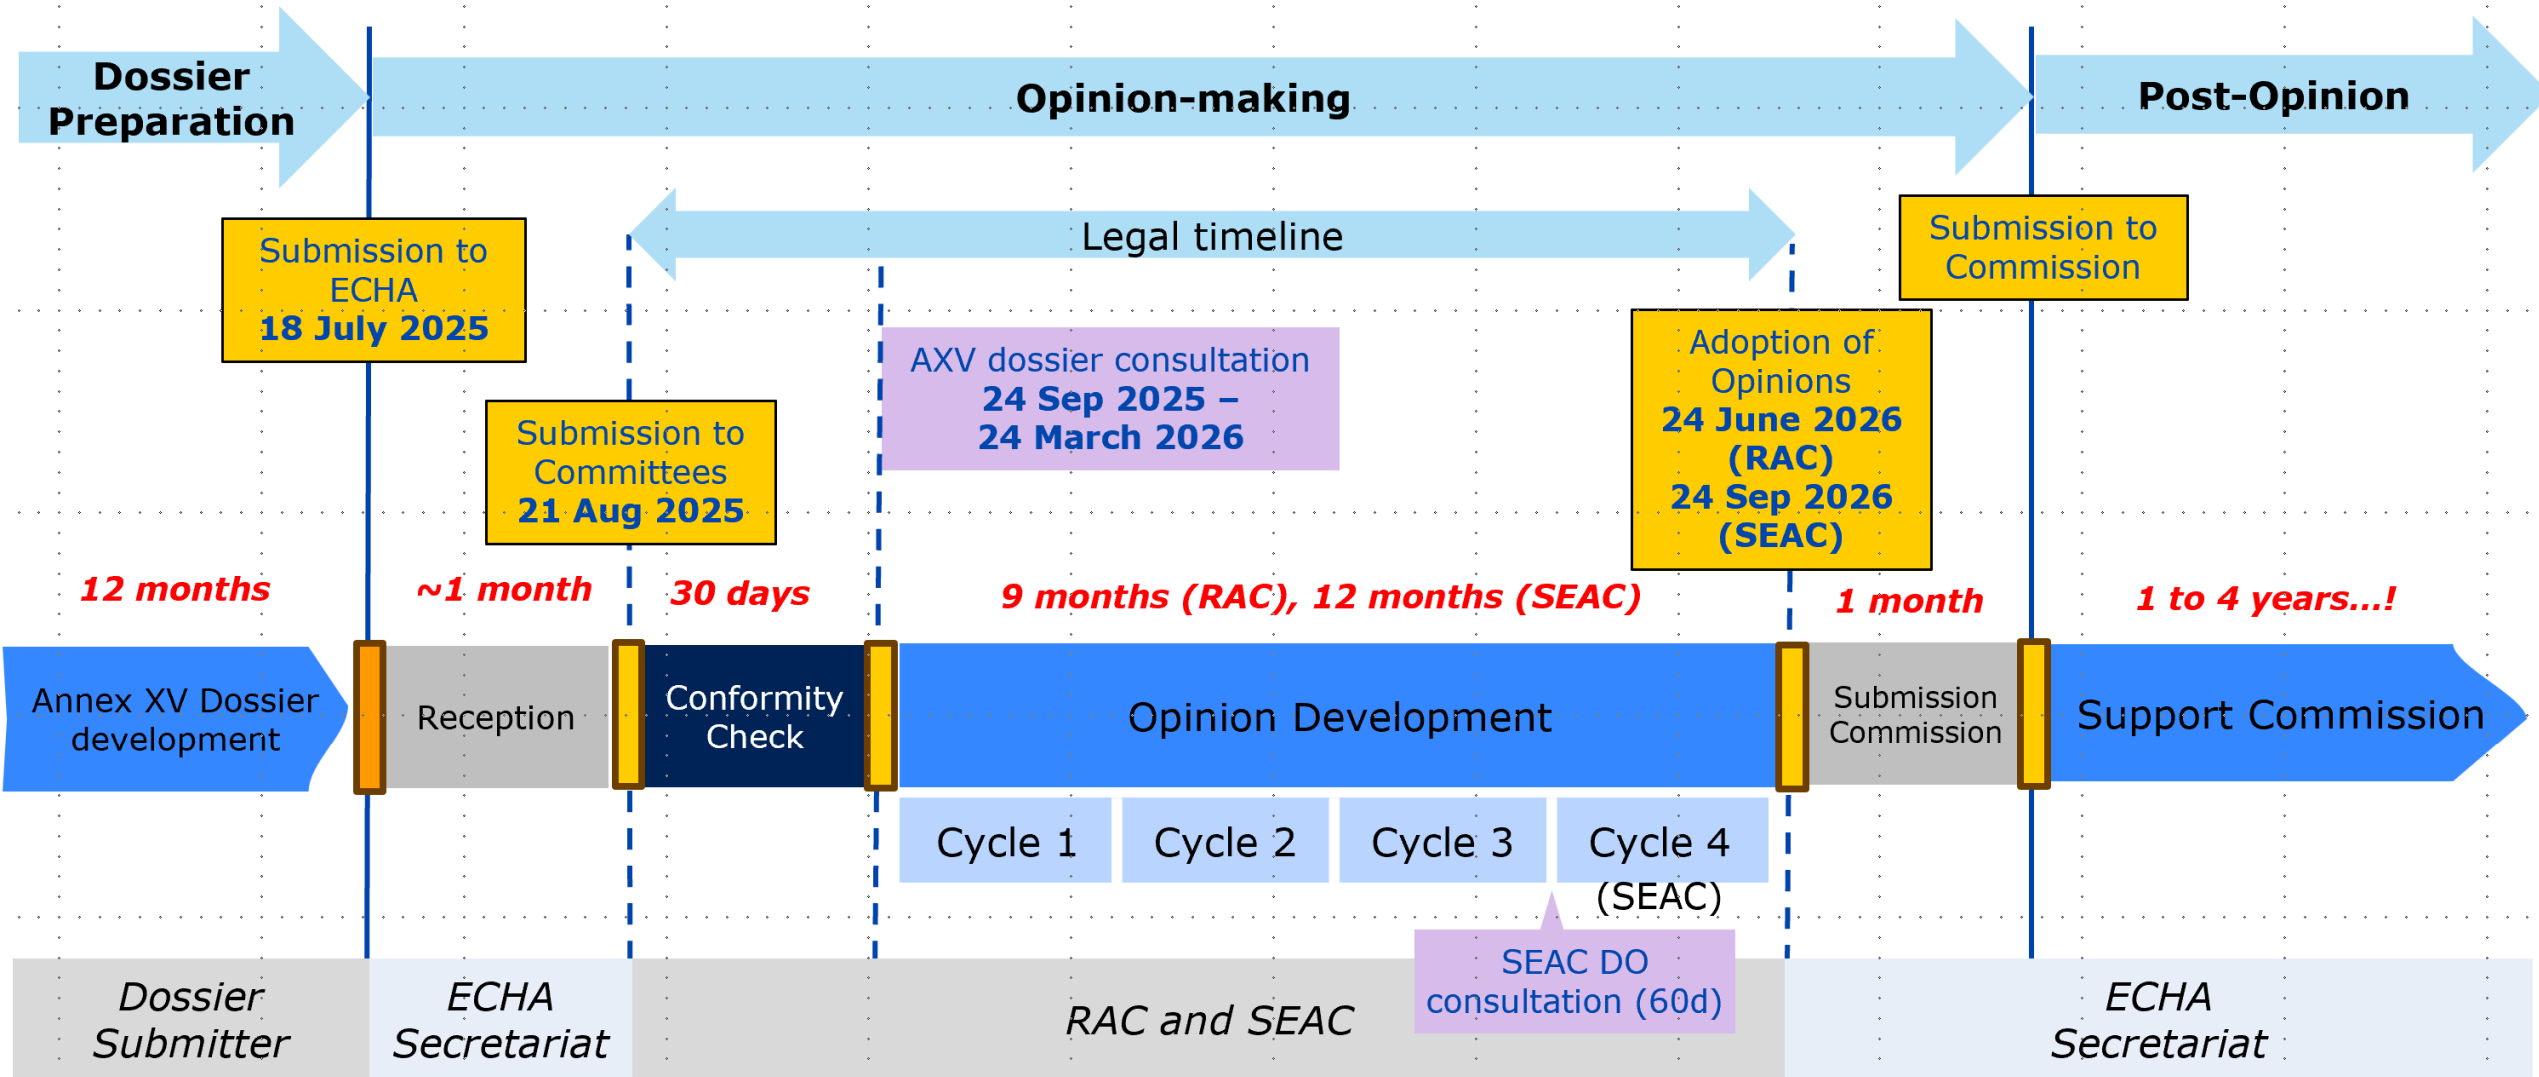 Dossier
Preparation
Opinion-making
Post-Opinion
Legal timeline
Submission to
ECHA
18 July 2025
Submission to
Commission
AXV dossier consultation
24 Sep 2025 –
24 March 2026
Adoption of
Opinions
24 June 2026
(RAC)
24 Sep 2026
(SEAC)
Submission to
Committees
21 Aug 2025
12 months
~1 month
30 days
9 months (RAC), 12 months (SEAC)
1 month
1 to 4 years...!
Annex XV Dossier
development
Reception
Conformity
Check
Opinion Development
Submission
Commission
Support Commission
Cycle 1
Cycle 2
Cycle 3
Cycle 4
(SEAC)
SEAC DO
consultation (60d)
Dossier
Submitter
ECHA
Secretariat
RAC and SEAC
ECHA
Secretariat